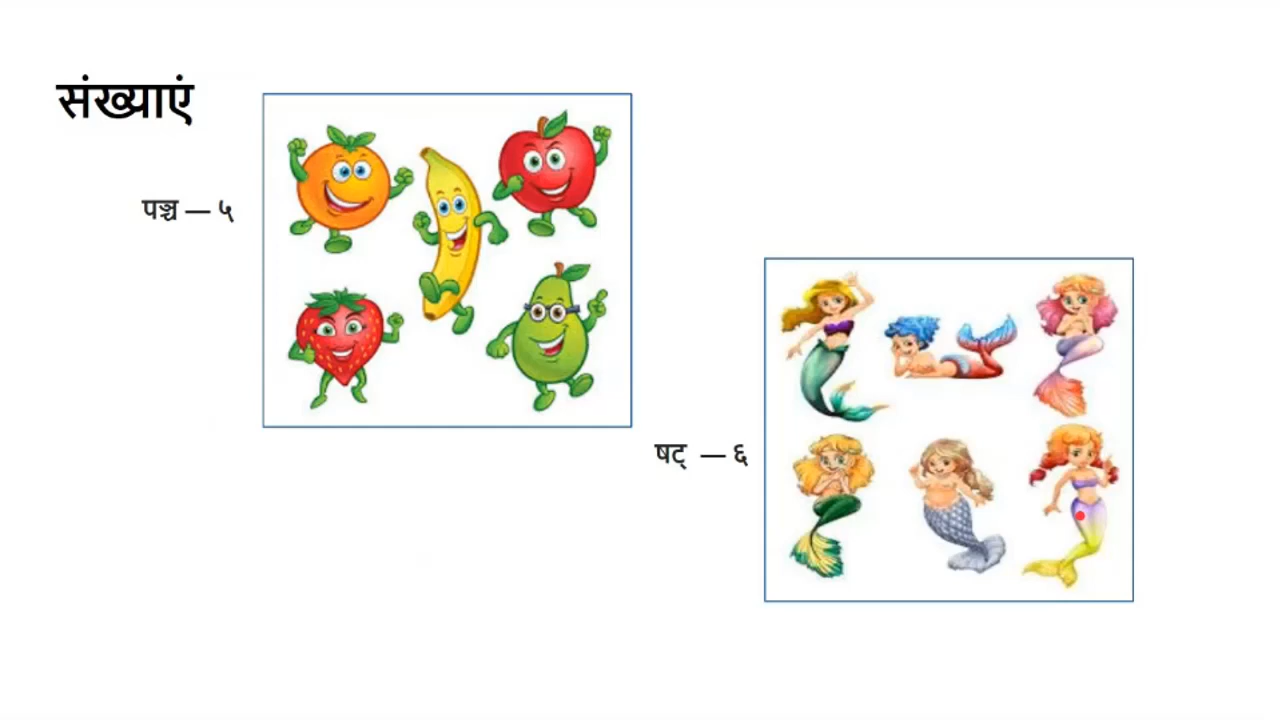 संख्याएं
पञ्च — ५
षट् — ६